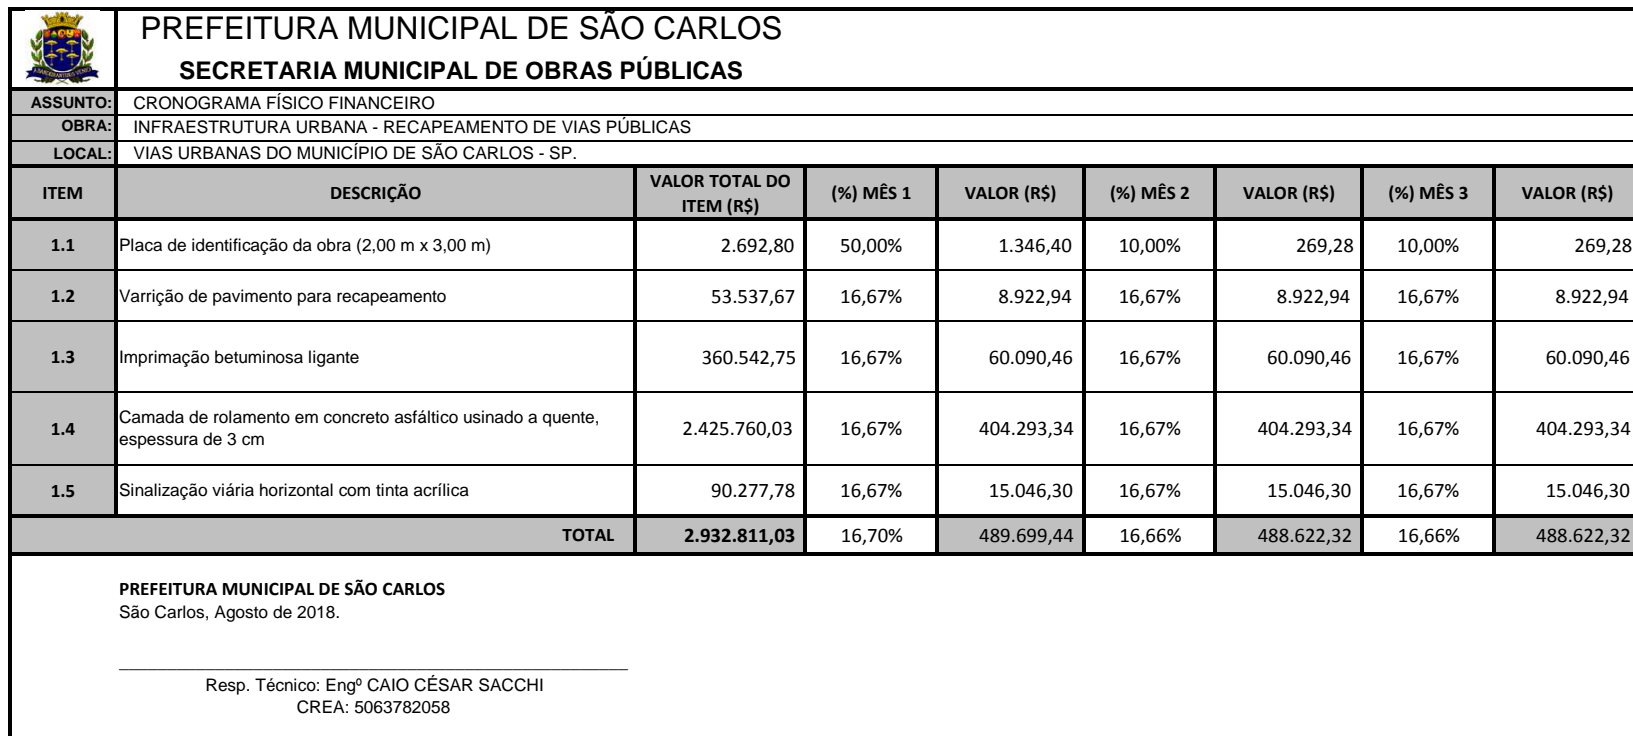 PREFEITURA MUNICIPAL DE SÃO CARLOS
SECRETARIA MUNICIPAL DE OBRAS PÚBLICAS
ASSUNTO: CRONOGRAMA FÍSICO FINANCEIRO
OBRA: INFRAESTRUTURA URBANA - RECAPEAMENTO DE VIAS PÚBLICAS
LOCAL: VIAS URBANAS DO MUNICÍPIO DE SÃO CARLOS - SP.
ITEM DESCRIÇÃO VALOR TOTAL DO ITEM (R$) (%) MÊS 1 VALOR (R$) (%) MÊS 2 VALOR (R$) (%) MÊS 3 VALOR (R$)
1.1 Placa de identificação da obra (2,00 m x 3,00 m) 2.692,80 50,00% 1.346,40 10,00% 269,28 10,00% 269,28
1.2 Varrição de pavimento para recapeamento 53.537,67 16,67% 8.922,94 16,67% 8.922,94 16,67% 8.922,94
1.3 Imprimação betuminosa ligante 360.542,75 16,67% 60.090,46 16,67% 60.090,46 16,67% 60.090,46
1.4 Camada de rolamento em concreto asfáltico usinado a quente, espessura de 3 cm 2.425.760,03 16,67% 404.293,34 16,67% 404.293,34 16,67% 404.293,34
1.5 Sinalização viária horizontal com tinta acrílica 90.277,78 16,67% 15.046,30 16,67% 15.046,30 16,67% 15.046,30
TOTAL 2.932.811,03 16,70% 489.699,44 16,66% 488.622,32 16,66% 488.622,32
PREFEITURA MUNICIPAL DE SÃO CARLOS
São Carlos, Agosto de 2018.
Resp. Técnico: Engº CAIO CÉSAR SACCHI
CREA: 5063782058